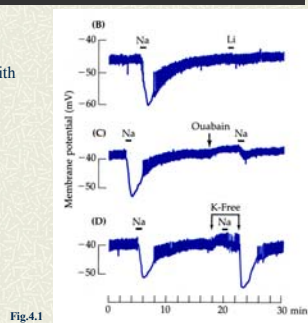 ith
(B)
Na
Li
−40
−50
−60
Membrane potential (mV)
(C)
Na
Ouabain
Na
−40
−50
(D)
Na
K-Free
Na
−40
−50
0
10
20
30 min
Fig.4.1